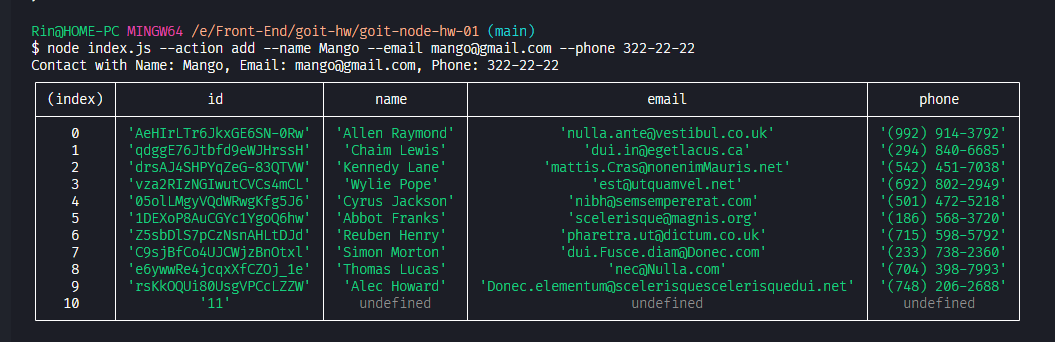 Rin@HOME-PC MINGW64 /e/Front-End/goit-hw/goit-node-hw-01 (main)
$ node index.js --action add --name Mango --email mango@gmail.com --phone 322-22-22
Contact with Name: Mango, Email: mango@gmail.com, Phone: 322-22-22
(index) id name email phone
0 'AeHIrLTr6JkxGE6SN-0Rw' 'Allen Raymond' 'nulla.ante@vestibul.co.uk' '(992) 914-3792'
1 'qdggE76Jtbfd9eWJHrssH' 'Chaim Lewis' 'dui.in@egetlacus.ca' '(294) 840-6685'
2 'drsAJ4SHPYqZeG-83QTVW' 'Kennedy Lane' 'mattis.Cras@nonenimMauris.net' '(542) 451-7038'
3 'vza2RIzNGIwutCVCs4mCL' 'Wylie Pope' 'est@utquamvel.net' '(692) 802-2949'
4 '05olLMgyVQdWRwgKfg5J6' 'Cyrus Jackson' 'nibh@semsempererat.com' '(501) 472-5218'
5 '1DEXoP8AuCGYc1YgoQ6hw' 'Abbot Franks' 'scelerisque@magnis.org' '(186) 568-3720'
6 'Z5sbDlS7pCzNsnAHLtDJd' 'Reuben Henry' 'pharetra.ut@dictum.co.uk' '(715) 598-5792'
7 'C9sjBfCo4UJCWjzBnOtxl' 'Simon Morton' 'dui.Fusce.diam@Donec.com' '(233) 738-2360'
8 'e6ywwRe4jcqxXfCZOj_1e' 'Thomas Lucas' 'nec@Nulla.com' '(704) 398-7993'
9 'rsKkOQUi80UsgVPCcLZZW' 'Alec Howard' 'Donec.elementum@scelerisquescelerisquedui.net' '(748) 206-2688'
10 '11' undefined undefined undefined